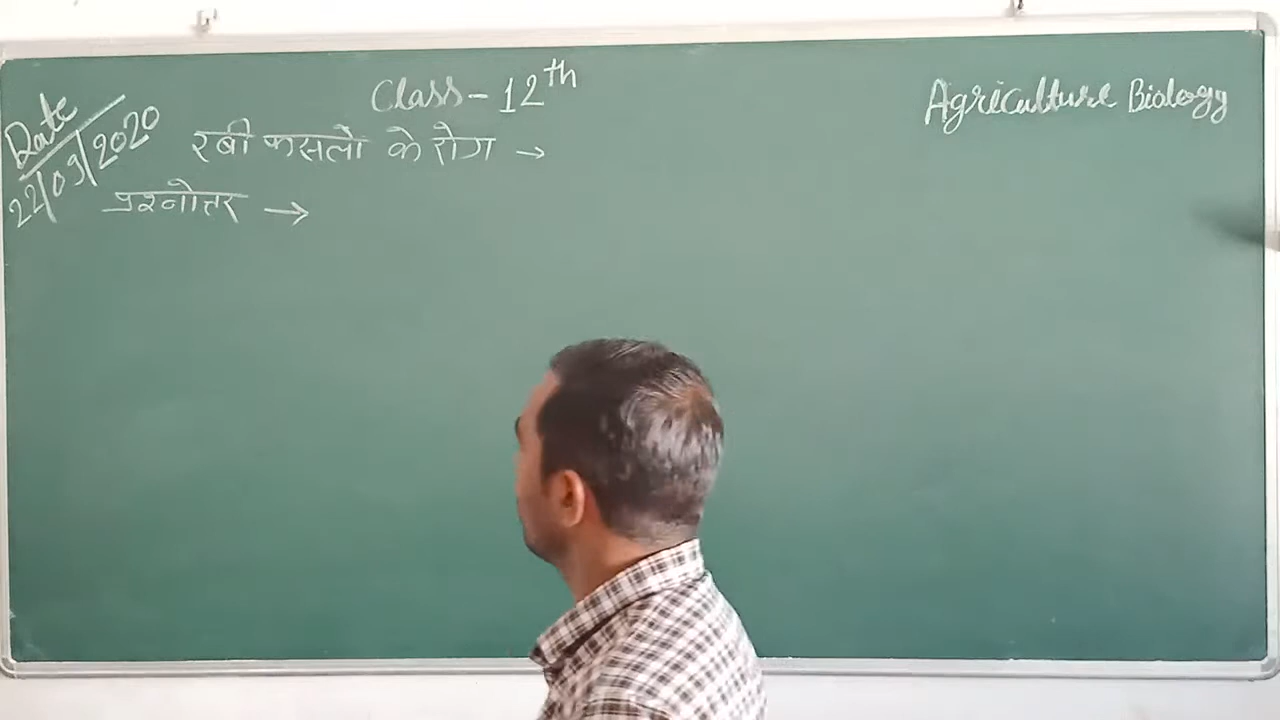 Class - 12th
Agriculture Biology
Date
22/09/2020
रबी फसलो के रोग →
प्रश्नोत्तर →